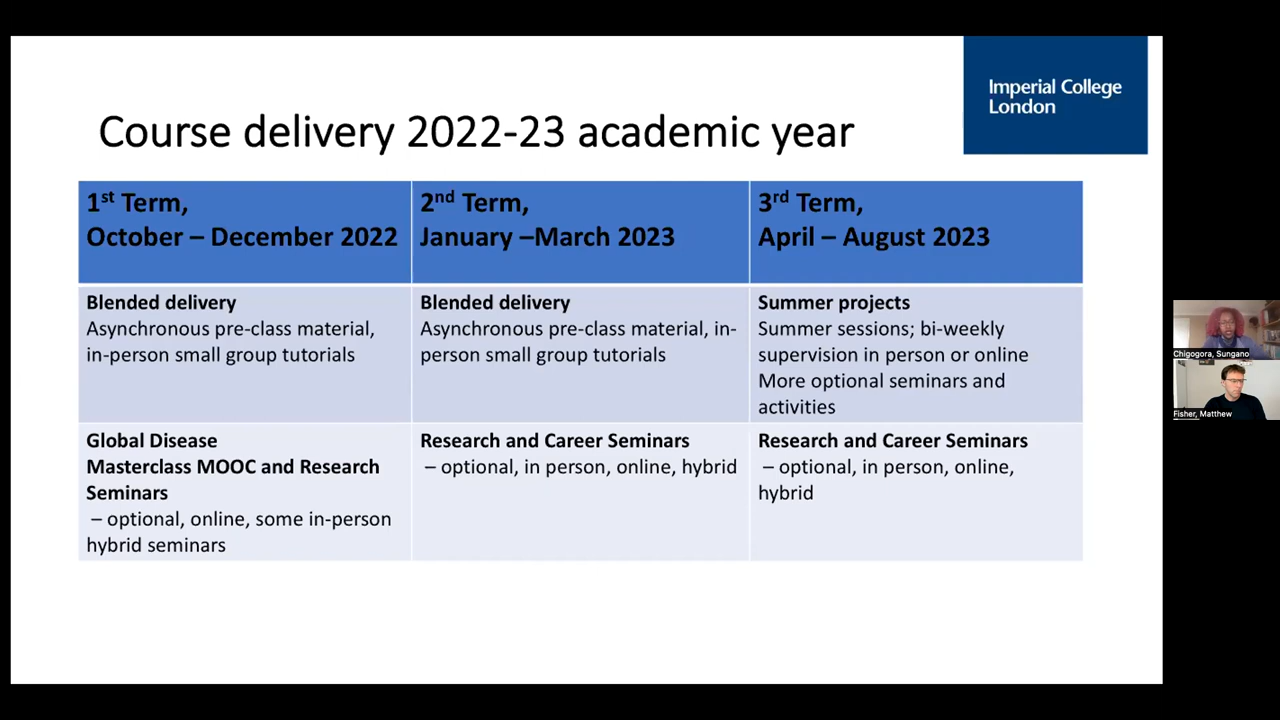 Imperial College
London
Course delivery 2022-23 academic year
1st Term,
October – December 2022
2nd Term,
January –March 2023
3rd Term,
April – August 2023
Blended delivery
Asynchronous pre-class material,
in-person small group tutorials
Blended delivery
Asynchronous pre-class material, in-
person small group tutorials
Summer projects
Summer sessions; bi-weekly
supervision in person or online
More optional seminars and
activities
Global Disease
Masterclass MOOC and Research
Seminars
– optional, online, some in-person
hybrid seminars
Research and Career Seminars
– optional, in person, online, hybrid
Research and Career Seminars
– optional, in person, online,
hybrid
Chigogora, Sungano
Fisher, Matthew